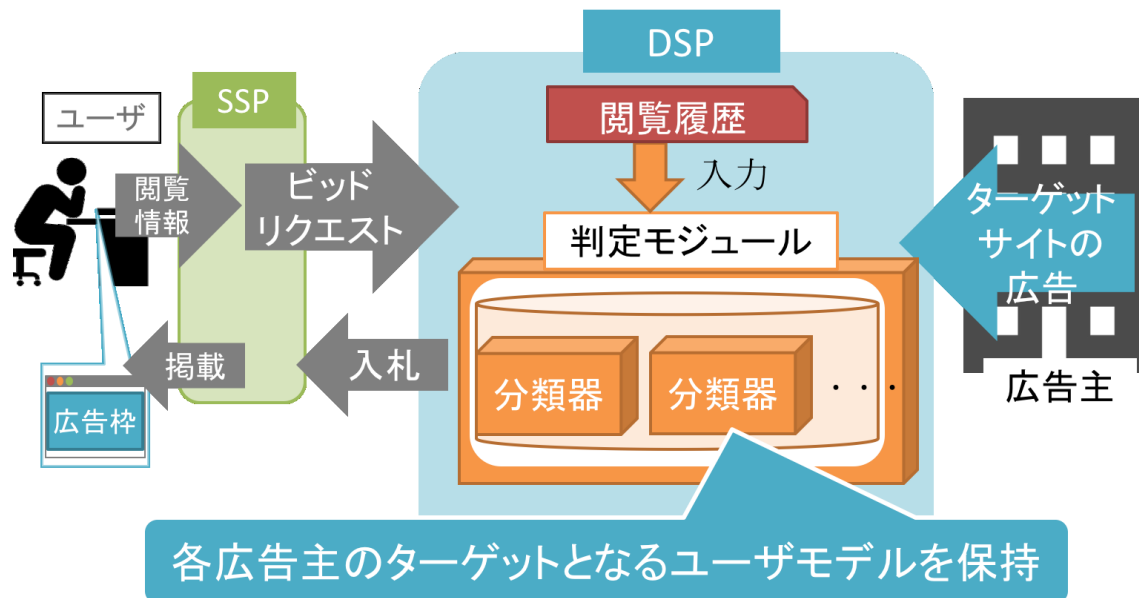 DSP
SSP
ユーザ
閲覧履歴
入力
閲覧
情報
ビッド
リクエスト
判定モジュール
ターゲット
サイトの
広告
掲載
入札
分類器
分類器
・・・
広告枠
広告主
各広告主のターゲットとなるユーザモデルを保持